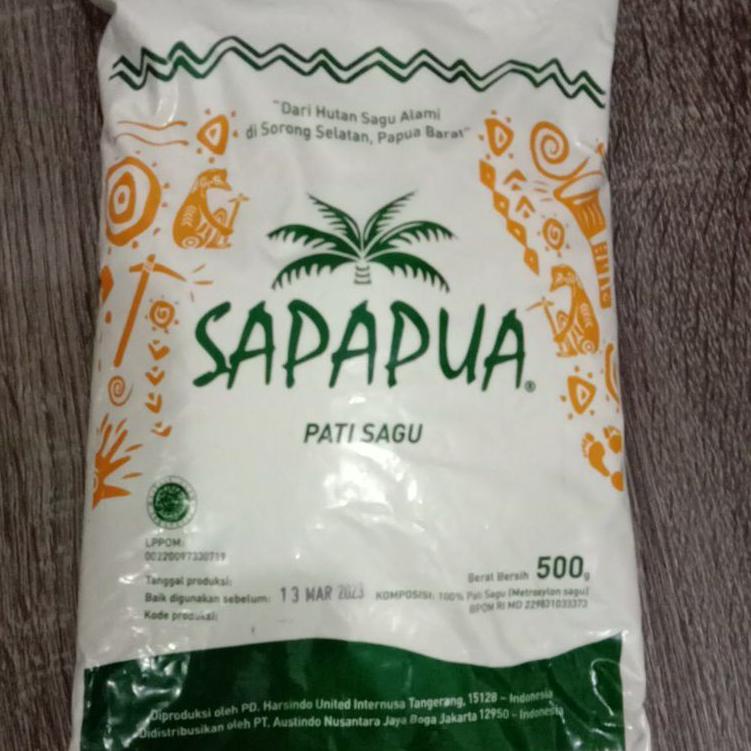 "Dari Hutan Sagu Alami
di Sorong Selatan, Papua Barat"
SAPAPUA®
PATI SAGU
LPPOM:
00220097330719
Tanggal produksi:
Baik digunakan sebelum: 13 MAR 2023
Kode produksi:
Berat Bersih 500g
KOMPOSISI: 100% Pati Sagu (Metroxylon sagu)
BPOM RI MD 229831033373
Diproduksi oleh PD. Harsindo United Internusa Tangerang, 15128 - Indonesia
Didistribusikan oleh PT. Austindo Nusantara Jaya Boga Jakarta 12950 - Indonesia